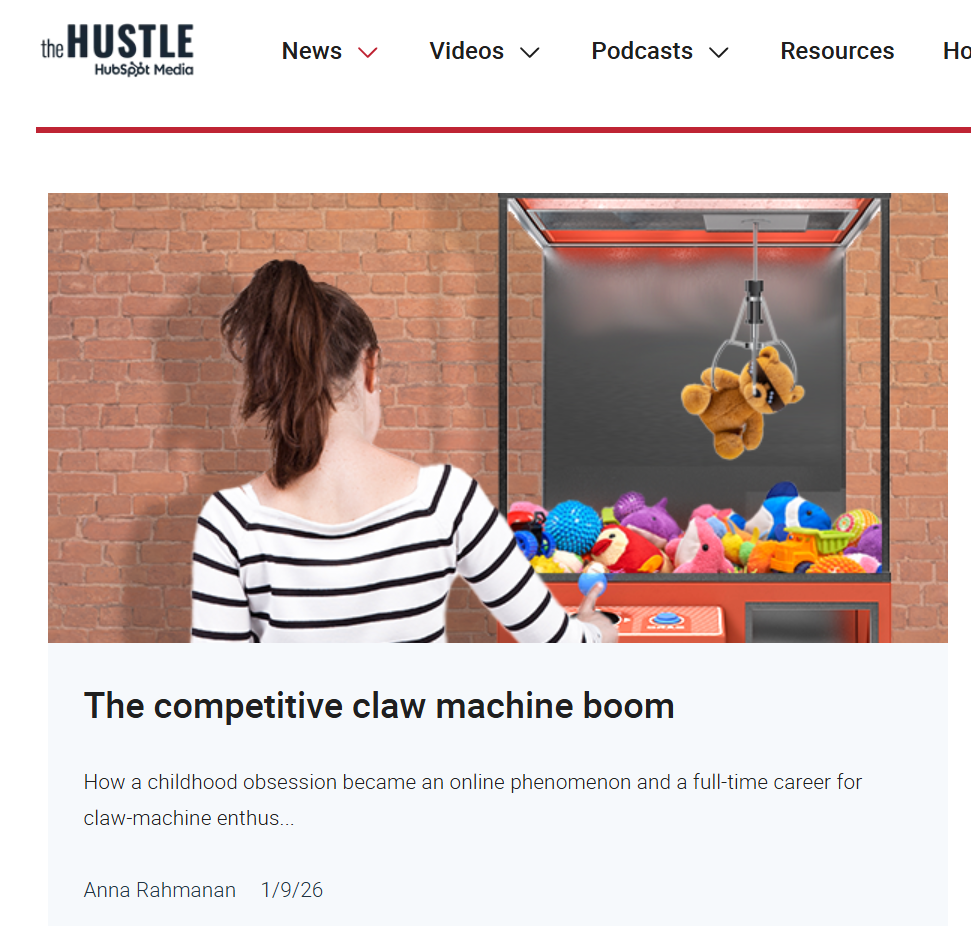 the HUSTLE
HubSpot Media
News
Videos
Podcasts
Resources
Ho
The competitive claw machine boom
How a childhood obsession became an online phenomenon and a full-time career for
claw-machine enthus...
Anna Rahmanan 1/9/26